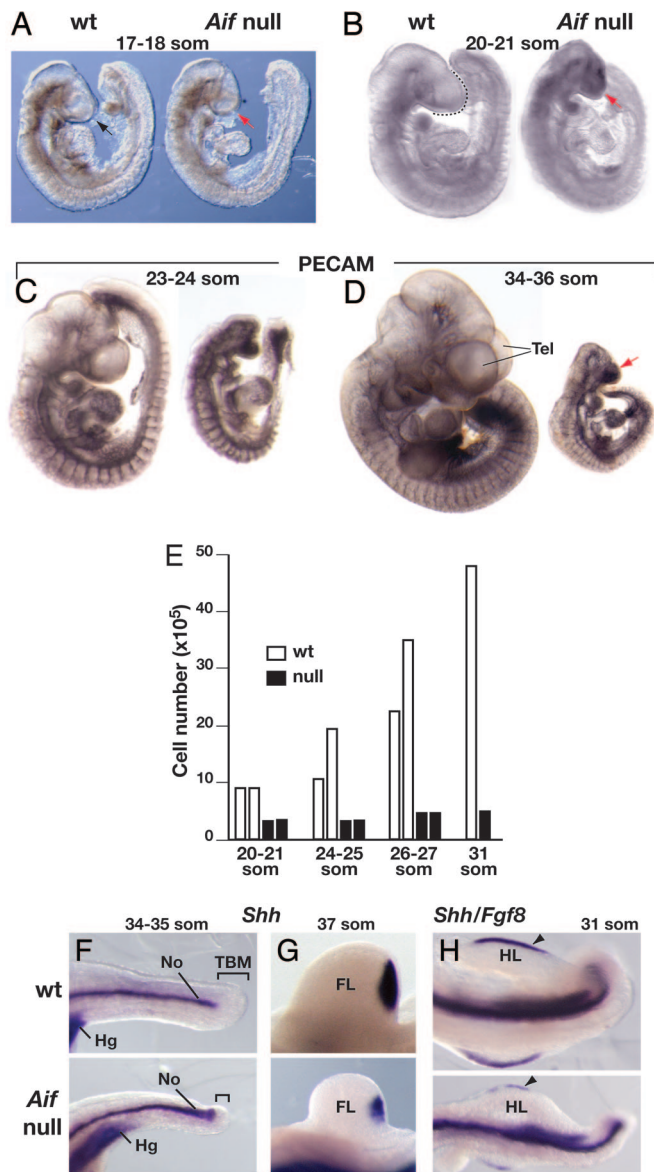 A wt Aif null
17-18 som
B wt Aif null
20-21 som
PECAM
C 23-24 som
D 34-36 som
Tel
E
50
40
30
20
10
0
Cell number (x10⁵)
wt
null
20-21 som
24-25 som
26-27 som
31 som
Shh Shh/Fgf8
34-35 som 37 som 31 som
wt
F No TBM Hg
G FL
H HL
Aif null
No Hg
FL
HL